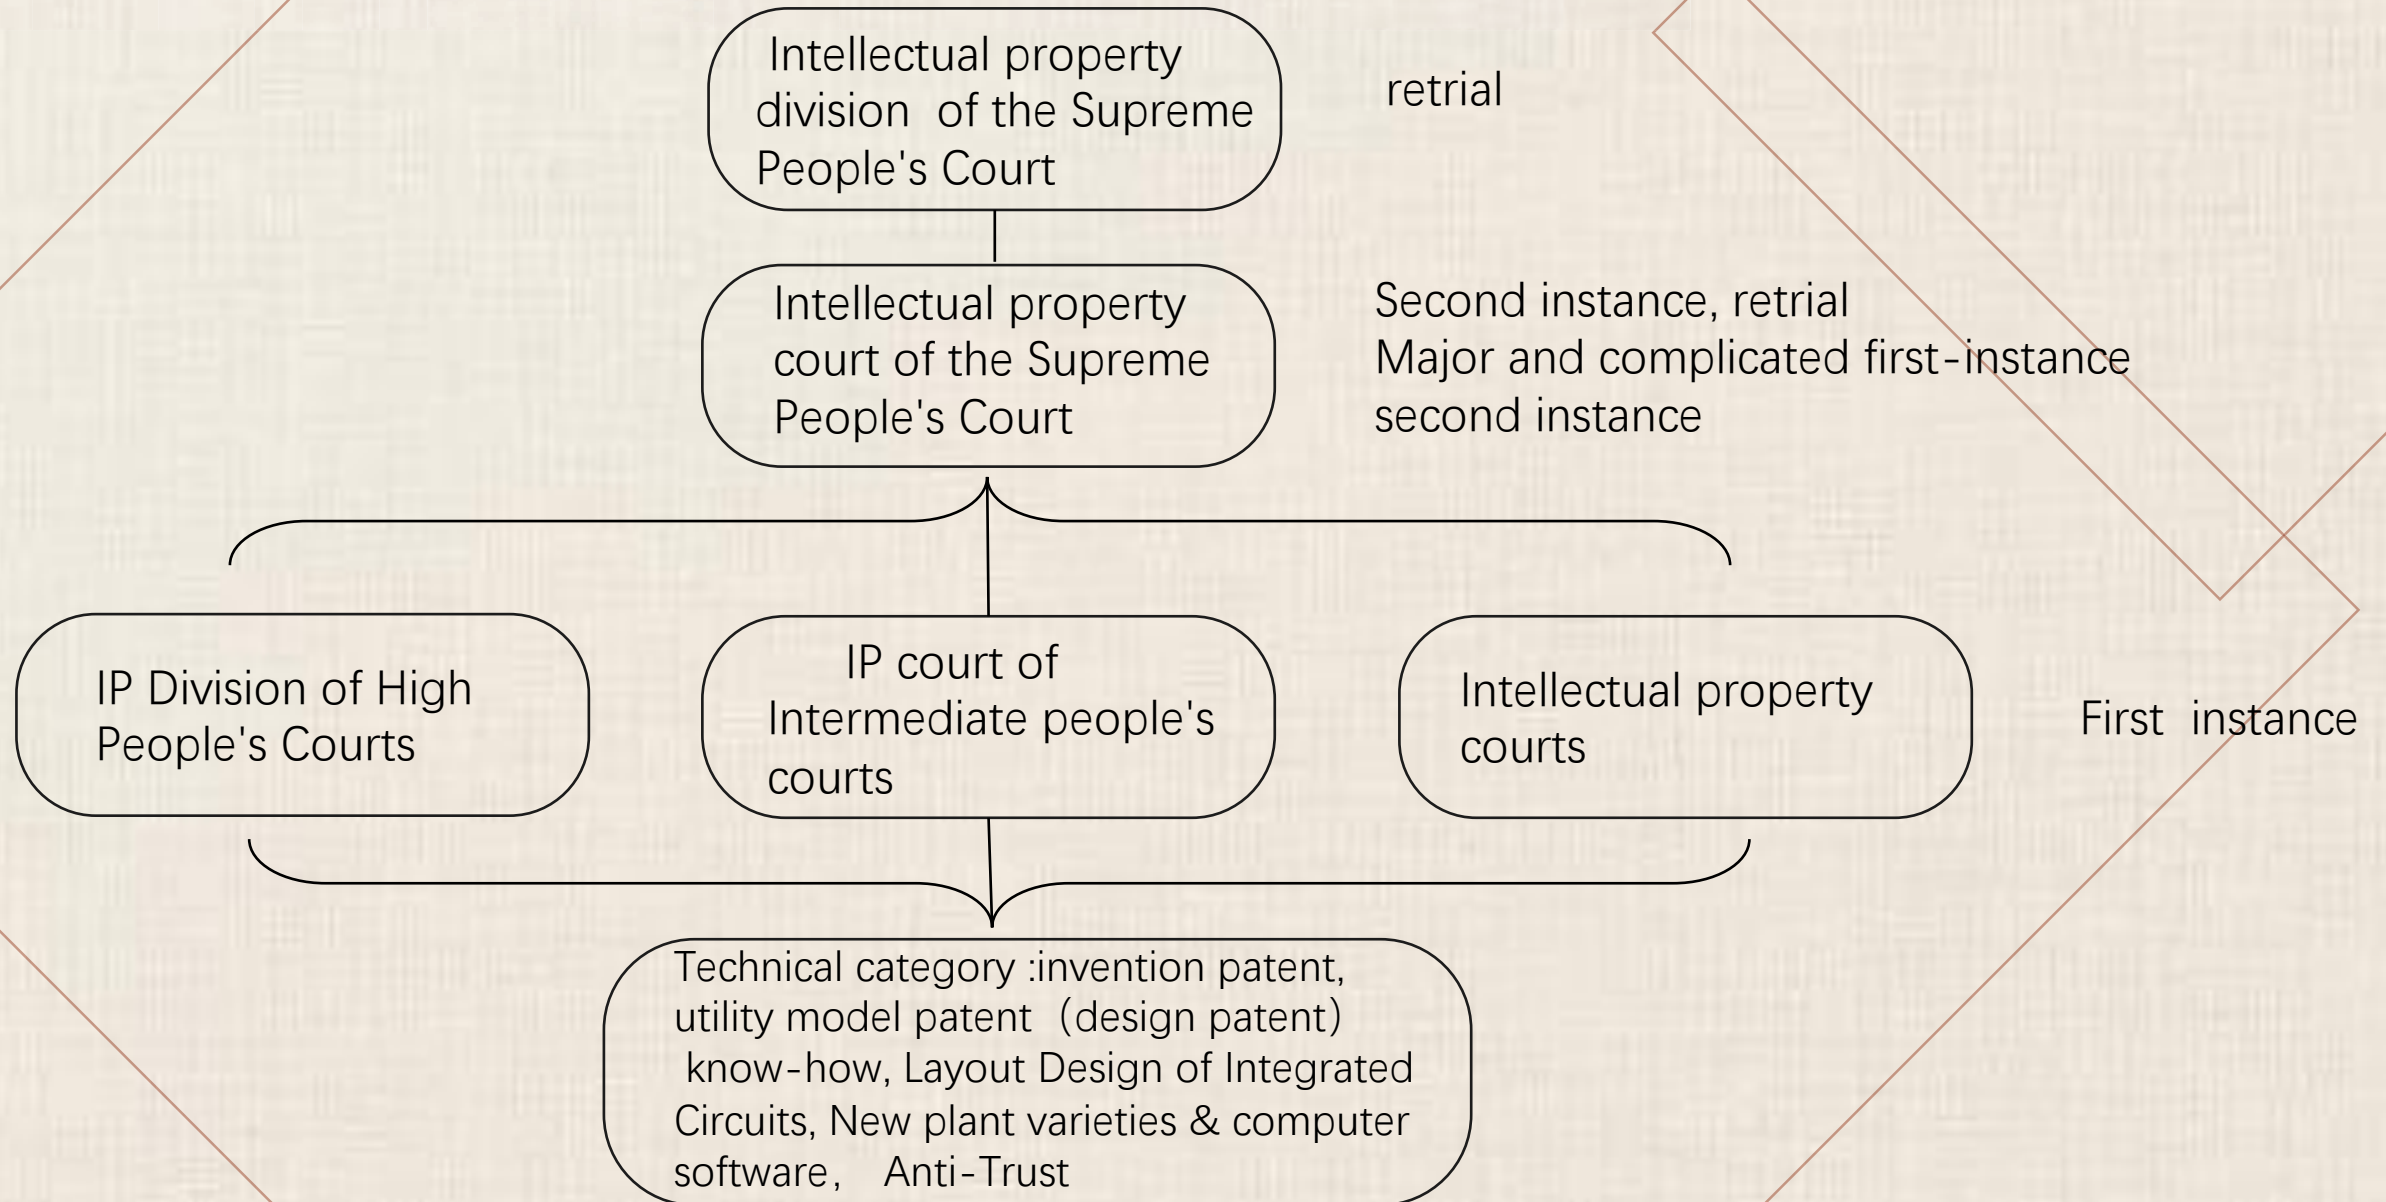 Intellectual property
division of the Supreme
People's Court
retrial
Intellectual property
court of the Supreme
People's Court
Second instance, retrial
Major and complicated first-instance
second instance
IP Division of High
People's Courts
IP court of
Intermediate people's
courts
Intellectual property
courts
First instance
Technical category :invention patent,
utility model patent（design patent）
know-how, Layout Design of Integrated
Circuits, New plant varieties & computer
software， Anti-Trust